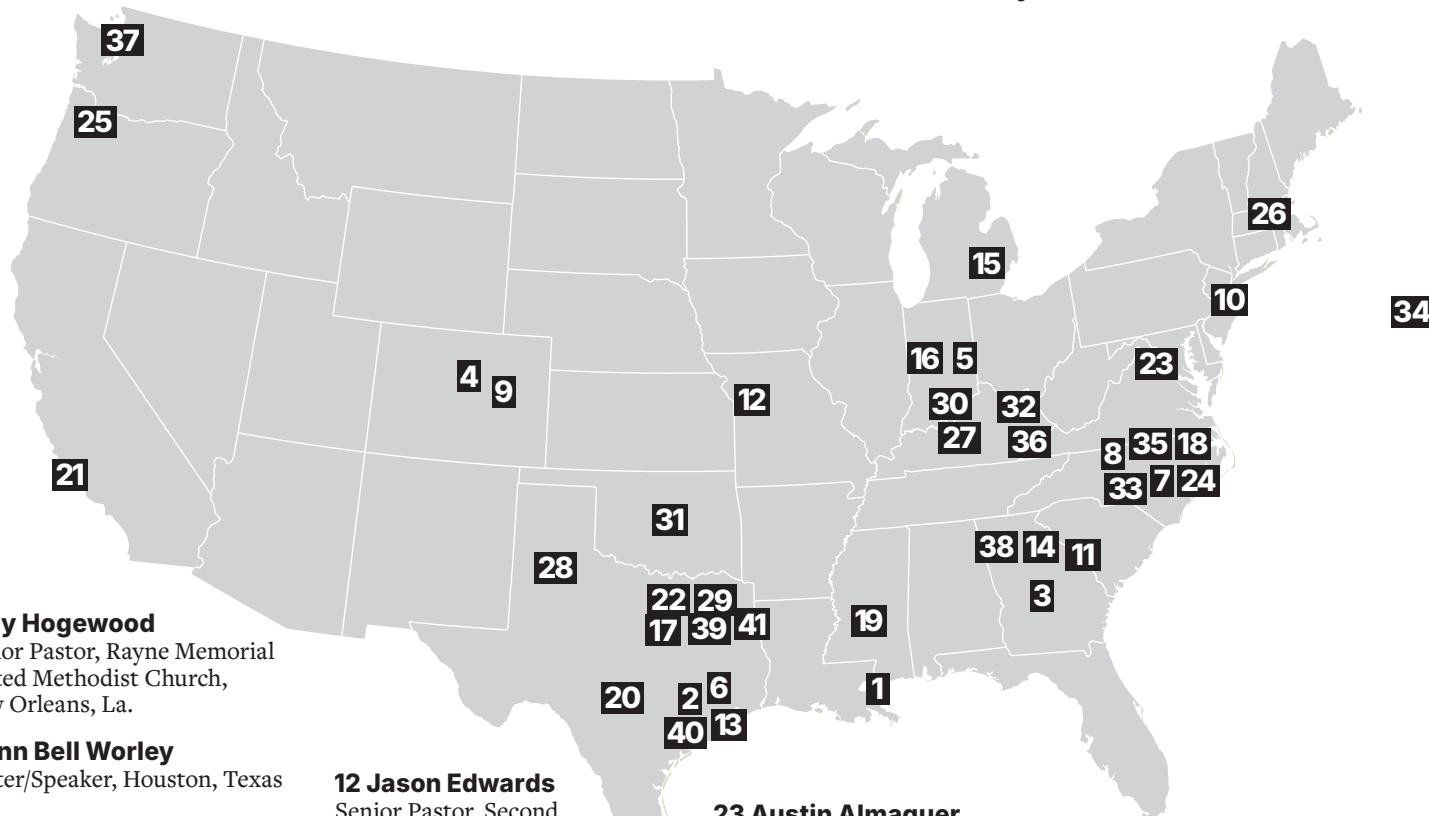 37
25
26
15
10
34
16 5
23
4
9
12
30 32
27 36
8 35 18
21
33 7 24
31
38 14 11
28
3
22 29
17 39 41
19
20 2 6
1
40 13
y Hogewood
or Pastor, Rayne Memorial
ted Methodist Church,
Orleans, La.
nn Bell Worley
ter/Speaker, Houston, Texas
12 Jason Edwards
Senior Pastor, Second
23 Austin Almaguer